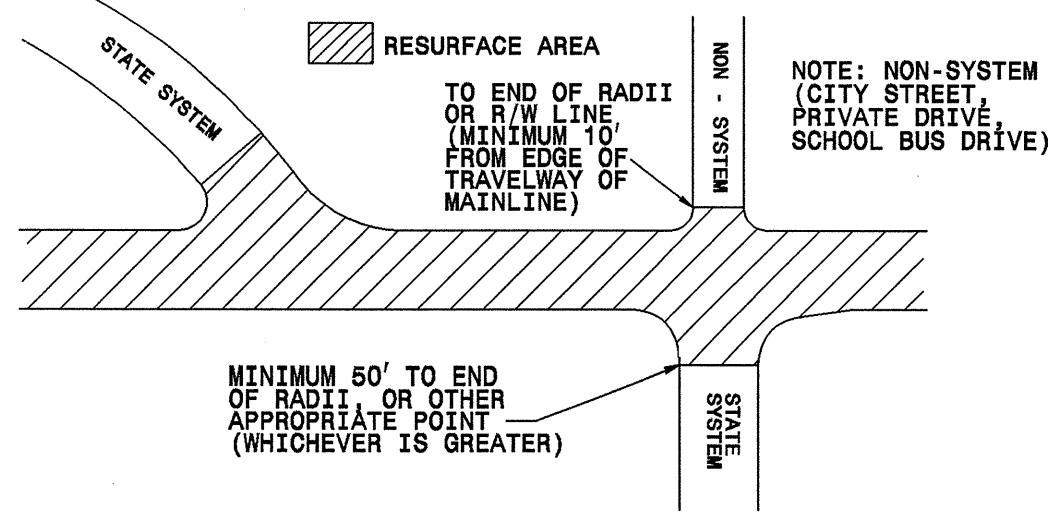 STATE SYSTEM
RESURFACE AREA
TO END OF RADII
OR R/W LINE
(MINIMUM 10'
FROM EDGE OF
TRAVELWAY OF
MAINLINE)
NON - SYSTEM
NOTE: NON-SYSTEM
(CITY STREET,
PRIVATE DRIVE,
SCHOOL BUS DRIVE)
MINIMUM 50' TO END
OF RADII, OR OTHER
APPROPRIATE POINT
(WHICHEVER IS GREATER)
STATE
SYSTEM